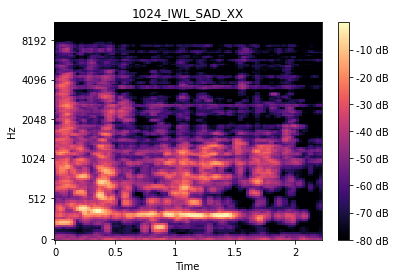 1024_IWL_SAD_XX
8192
4096
2048
1024
512
0
Hz
0
0.5
1
1.5
2
Time
-10 dB
-20 dB
-30 dB
-40 dB
-50 dB
-60 dB
-70 dB
-80 dB